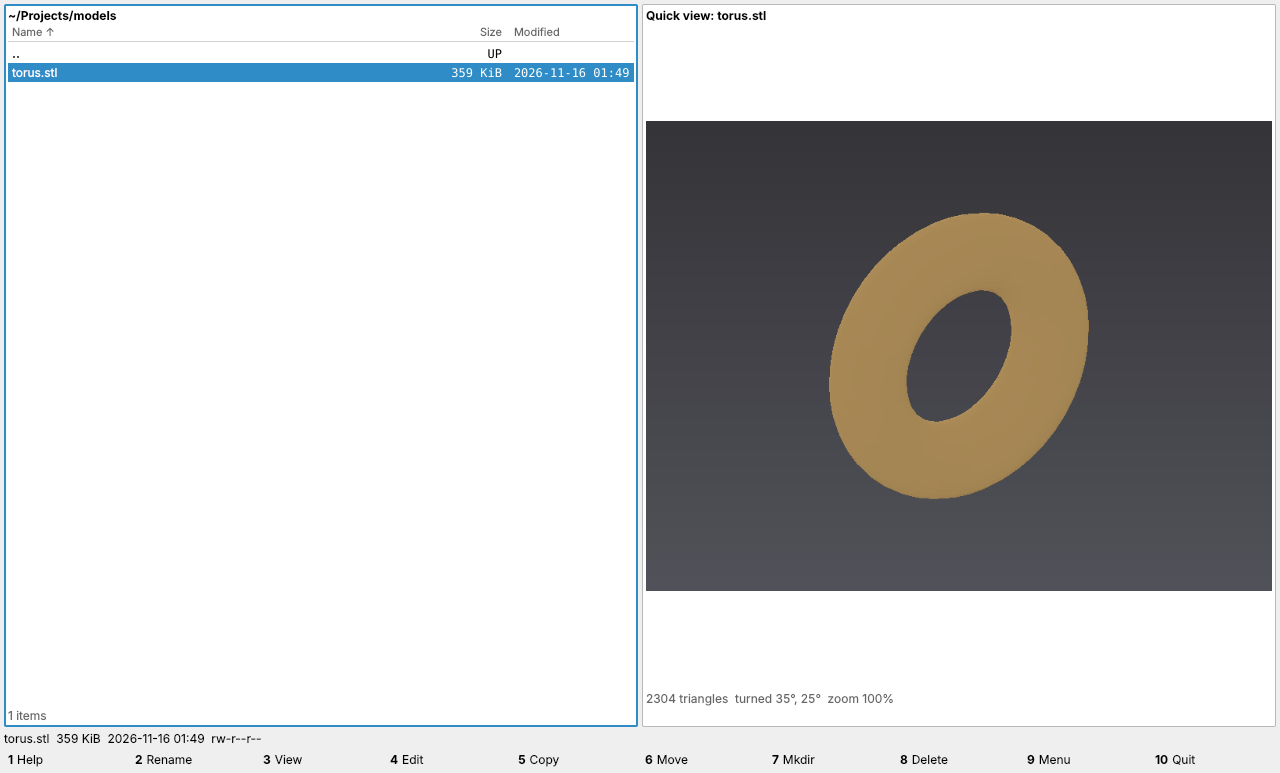 ~/Projects/models
Name ↑ Size Modified
.. UP
torus.stl 359 KiB 2026-11-16 01:49
1 items
Quick view: torus.stl
2304 triangles turned 35°, 25° zoom 100%
torus.stl 359 KiB 2026-11-16 01:49 rw-r--r--
1 Help 2 Rename 3 View 4 Edit 5 Copy 6 Move 7 Mkdir 8 Delete 9 Menu 10 Quit